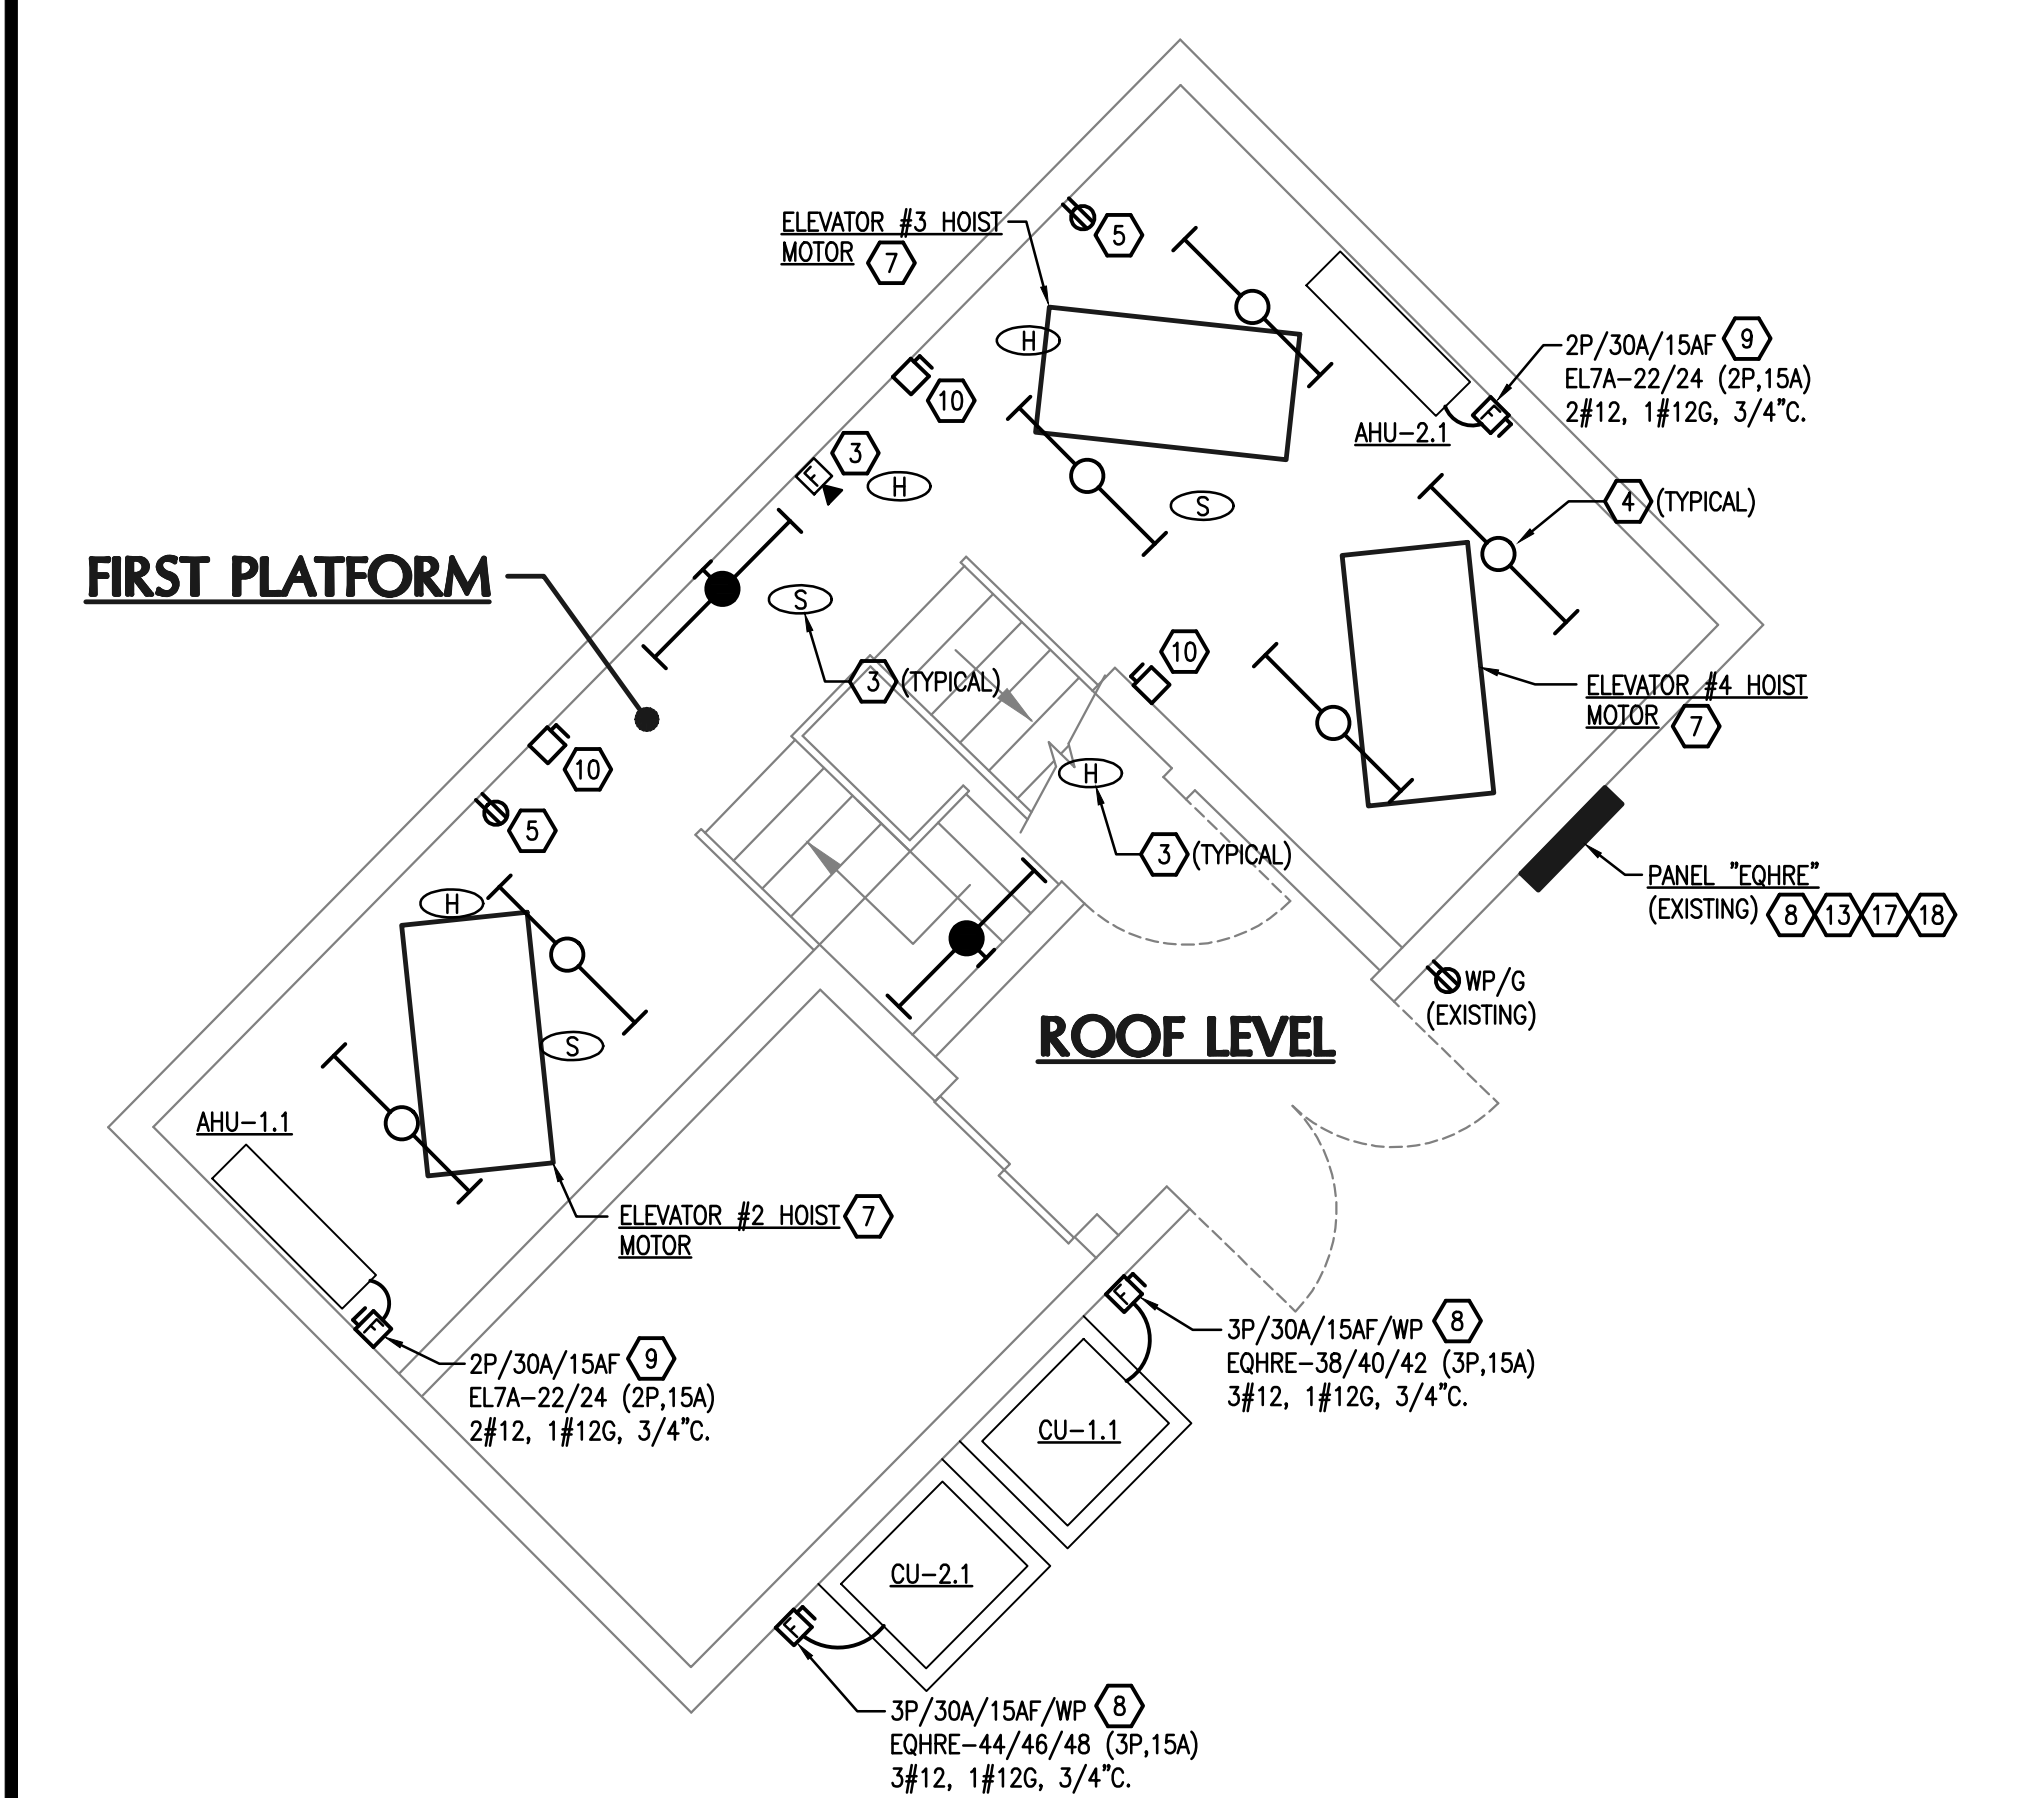 ELEVATOR #3 HOIST
MOTOR 7
5
H
10
2P/30A/15AF 9
EL7A-22/24 (2P,15A)
2#12, 1#12G, 3/4"C.
AHU-2.1
3
F
H
S
4 (TYPICAL)
FIRST PLATFORM
S
3 (TYPICAL)
10
ELEVATOR #4 HOIST
MOTOR 7
10
5
H
3 (TYPICAL)
PANEL "EQHRE"
(EXISTING) 8 13 17 18
H
WP/G
(EXISTING)
ROOF LEVEL
S
AHU-1.1
ELEVATOR #2 HOIST 7
MOTOR
F
2P/30A/15AF 9
EL7A-22/24 (2P,15A)
2#12, 1#12G, 3/4"C.
F
3P/30A/15AF/WP 8
EQHRE-38/40/42 (3P,15A)
3#12, 1#12G, 3/4"C.
CU-1.1
CU-2.1
F
3P/30A/15AF/WP 8
EQHRE-44/46/48 (3P,15A)
3#12, 1#12G, 3/4"C.
F